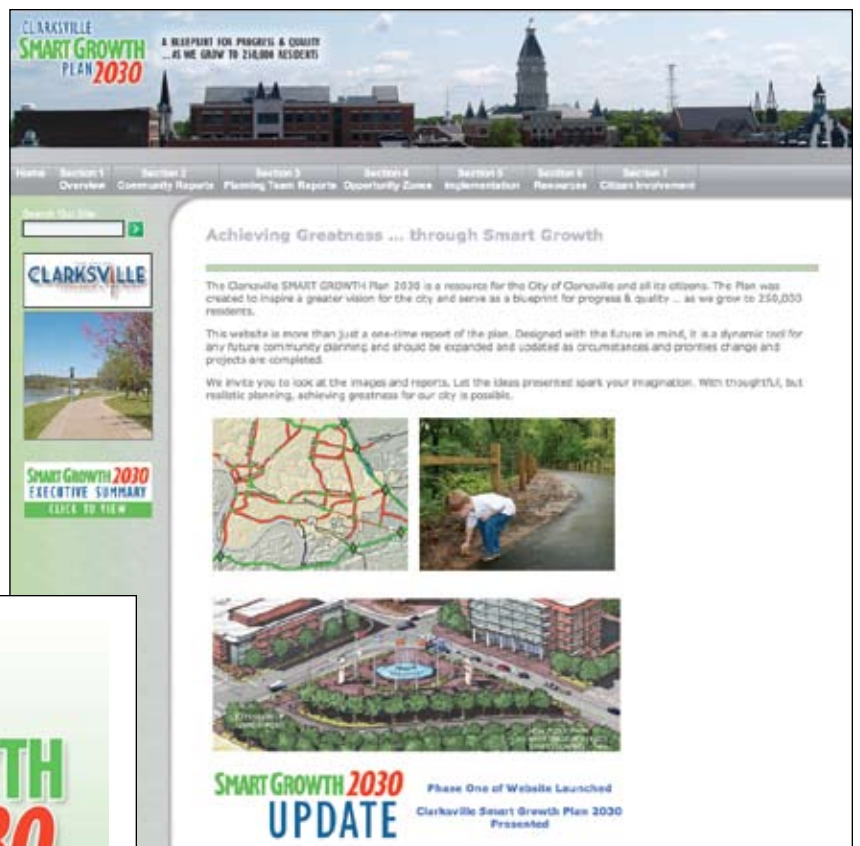 CLARKSVILLE
SMART GROWTH
PLAN 2030
A BLUEPRINT FOR PROGRESS & QUALITY
... AS WE GROW TO 250,000 RESIDENTS
Home
Section 1
Overview
Section 2
Community Reports
Section 3
Planning Team Reports
Section 4
Opportunity Zones
Section 5
Implementation
Section 6
Resources
Section 7
Citizen Involvement
Search Our Site:
CLARKSVILLE
SMART GROWTH 2030
EXECUTIVE SUMMARY
CLICK TO VIEW
Achieving Greatness ... through Smart Growth
The Clarksville SMART GROWTH Plan 2030 is a resource for the City of Clarksville and all its citizens. The Plan was
created to inspire a greater vision for the city and serve as a blueprint for progress & quality ... as we grow to 250,000
residents.
This website is more than just a one-time report of the plan. Designed with the future in mind, it is a dynamic tool for
any future community planning and should be expanded and updated as circumstances and priorities change and
projects are completed.
We invite you to look at the images and reports. Let the ideas presented spark your imagination. With thoughtful, but
realistic planning, achieving greatness for our city is possible.
SMART GROWTH 2030
UPDATE
Phase One of Website Launched
Clarksville Smart Growth Plan 2030
Presented
TH
30